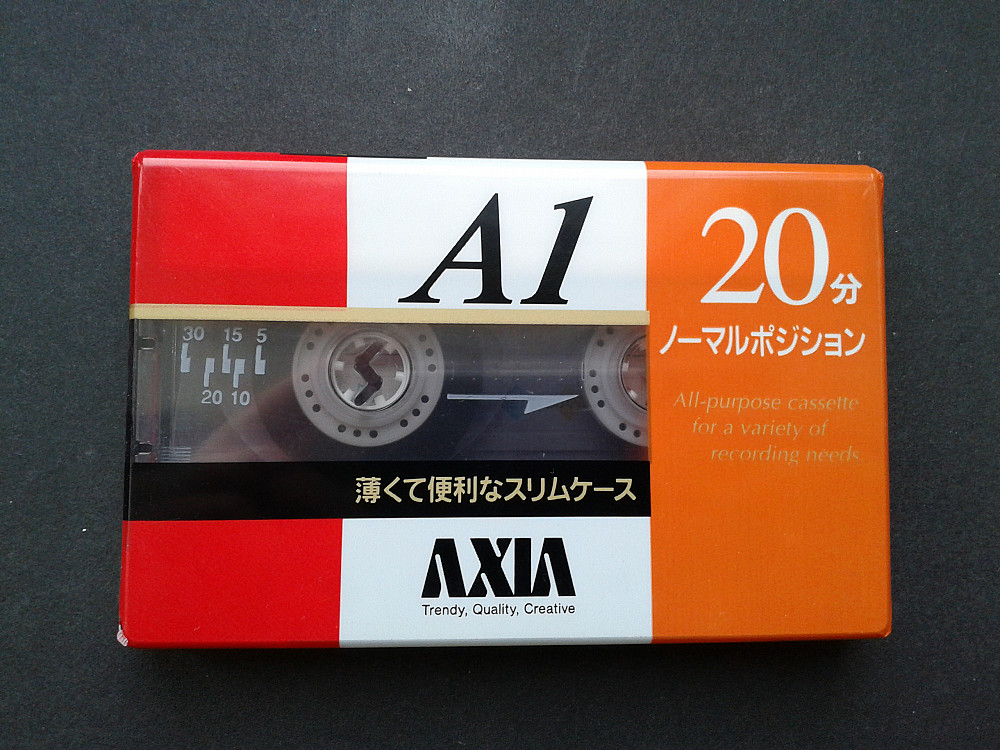 A1
20分
ノーマルポジション
All-purpose cassette
for a variety of
recording needs.
30 15 5
20 10
薄くて便利なスリムケース
AXIA
Trendy, Quality, Creative